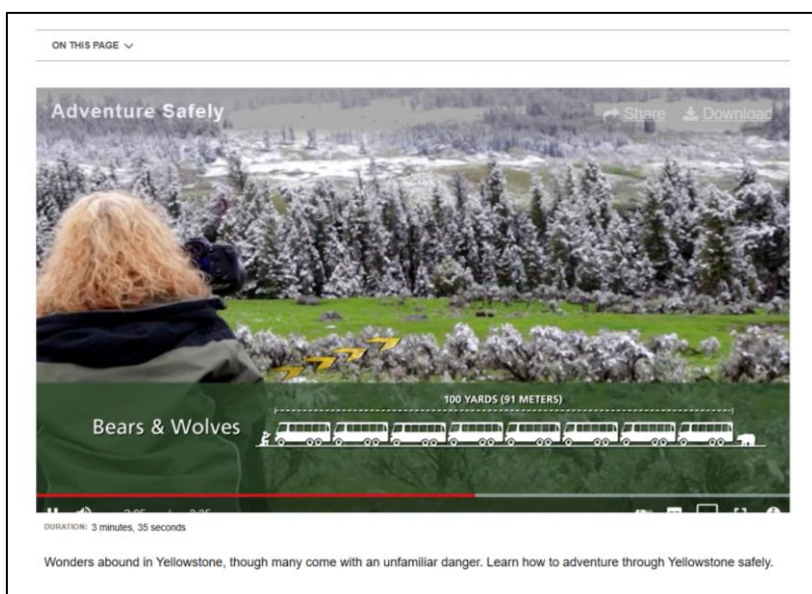 ON THIS PAGE
Adventure Safely
Share Download
100 YARDS (91 METERS)
Bears & Wolves
DURATION: 3 minutes, 35 seconds
Wonders abound in Yellowstone, though many come with an unfamiliar danger. Learn how to adventure through Yellowstone safely.